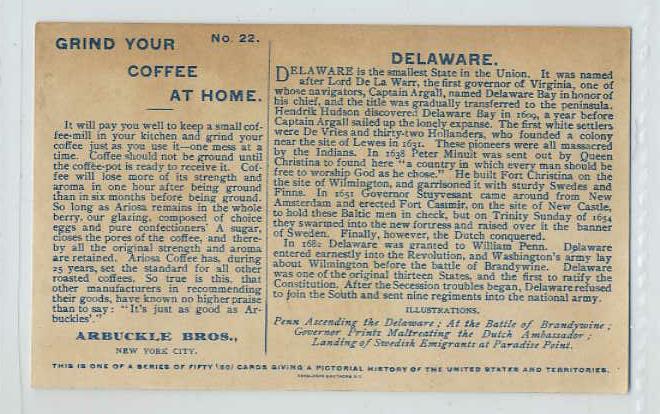 GRIND YOUR
No. 22.
COFFEE
AT HOME.
It will pay you well to keep a small cof-
fee-mill in your kitchen and grind your
coffee just as you use it—one mess at a
time. Coffee should not be ground until
the coffee-pot is ready to receive it. Cof-
fee will lose more of its strength and
aroma in one hour after being ground
than in six months before being ground.
So long as Ariosa remains in the whole
berry, our glazing, composed of choice
eggs and pure confectioners' A sugar,
closes the pores of the coffee, and there-
by all the original strength and aroma
are retained. Ariosa Coffee has, during
25 years, set the standard for all other
roasted coffees. So true is this, that
other manufacturers in recommending
their goods, have known no higher praise
than to say: "It's just as good as Ar-
buckles'."
ARBUCKLE BROS.,
NEW YORK CITY.
DELAWARE.
DELAWARE is the smallest State in the Union. It was named
after Lord De La Warr, the first governor of Virginia, one of
whose navigators, Captain Argall, named Delaware Bay in honor of
his chief, and the title was gradually transferred to the peninsula.
Hendrik Hudson discovered Delaware Bay in 1609, a year before
Captain Argall sailed up the lonely expanse. The first white settlers
were De Vries and thirty-two Hollanders, who founded a colony
near the site of Lewes in 1631. These pioneers were all massacred
by the Indians. In 1638 Peter Minuit was sent out by Queen
Christina to found here "a country in which every man should be
free to worship God as he chose." He built Fort Christina on the
the site of Wilmington, and garrisoned it with sturdy Swedes and
Finns. In 1651 Governor Stuyvesant came around from New
Amsterdam and erected Fort Casimir, on the site of New Castle,
to hold these Baltic men in check, but on Trinity Sunday of 1654
they swarmed into the new fortress and raised over it the banner
of Sweden. Finally, however, the Dutch conquered.
In 1682 Delaware was granted to William Penn. Delaware
entered earnestly into the Revolution, and Washington's army lay
about Wilmington before the battle of Brandywine. Delaware
was one of the original thirteen States, and the first to ratify the
Constitution. After the Secession troubles began, Delaware refused
to join the South and sent nine regiments into the national army.
ILLUSTRATIONS.
Penn Ascending the Delaware; At the Battle of Brandywine;
Governor Printz Maltreating the Dutch Ambassador;
Landing of Swedish Emigrants at Paradise Point.
THIS IS ONE OF A SERIES OF FIFTY (50) CARDS GIVING A PICTORIAL HISTORY OF THE UNITED STATES AND TERRITORIES.